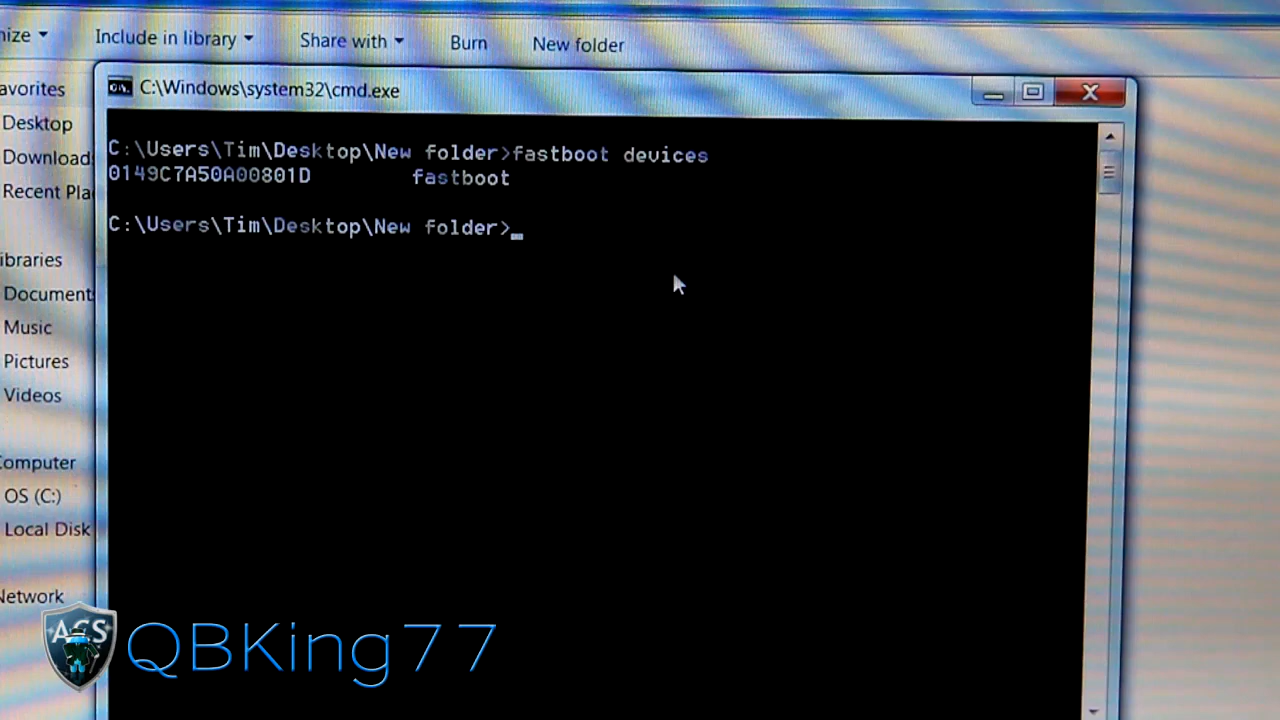 nize Include in library Share with Burn New folder
C:\Windows\system32\cmd.exe
avorites
Desktop
Download
Recent Pla
ibraries
Document
Music
Pictures
Videos
Computer
OS (C:)
Local Disk
Network
C:\Users\Tim\Desktop\New folder>fastboot devices
0149C7A50A00801D fastboot
C:\Users\Tim\Desktop\New folder>_
ACS
QBKing77